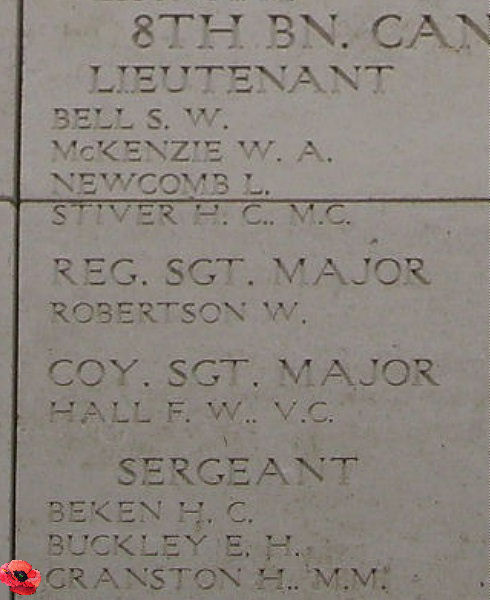 8TH BN. CAN
LIEUTENANT
BELL S. W.
McKENZIE W. A.
NEWCOMB L.
STIVER H. C., M.C.
REG. SGT. MAJOR
ROBERTSON W.
COY. SGT. MAJOR
HALL F. W., V.C.
SERGEANT
BEKEN H. C.
BUCKLEY E. H.
CRANSTON H., M.M.